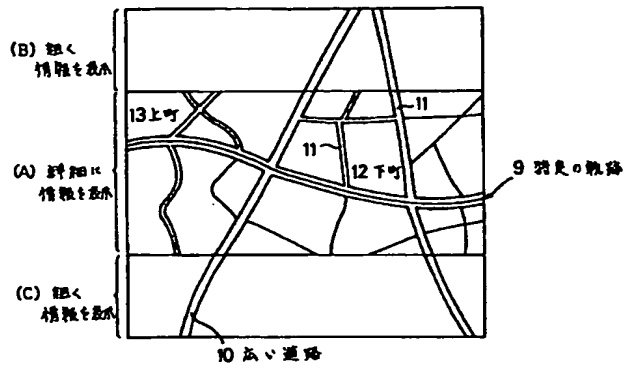 (B) 粗く
情報を表示
13上町
11
11
12下町
(A) 詳細に
情報を表示
9 特定の軌跡
(C) 粗く
情報を表示
10 広い道路